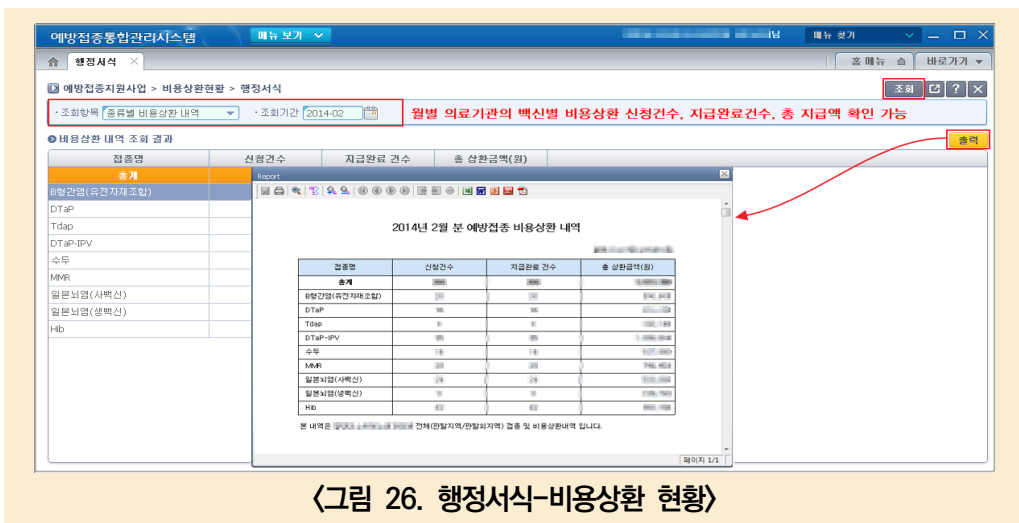 예방접종통합관리시스템
메뉴 보기
님
메뉴 찾기
행정서식
홈 메뉴
바로가기
예방접종지원사업 > 비용상환현황 > 행정서식
조회
조회항목 종류별 비용상환 내역
조회기간 2014-02
월별 의료기관의 백신별 비용상환 신청건수, 지급완료건수, 총 지급액 확인 가능
비용상환 내역 조회 결과
출력
접종명 신청건수 지급완료 건수 총 상환금액(원)
총계
B형간염(유전자재조합)
DTaP
Tdap
DTaP-IPV
수두
MMR
일본뇌염(사백신)
일본뇌염(생백신)
Hib
Report
2014년 2월 분 예방접종 비용상환 내역
접종명 신청건수 지급완료 건수 총 상환금액(원)
총계
B형간염(유전자재조합)
DTaP
Tdap
DTaP-IPV
수두
MMR
일본뇌염(사백신)
일본뇌염(생백신)
Hib
본 내역은 전체(관할지역/관할외지역) 접종 및 비용상환내역 입니다.
페이지 1/1
〈그림 26. 행정서식-비용상환 현황〉